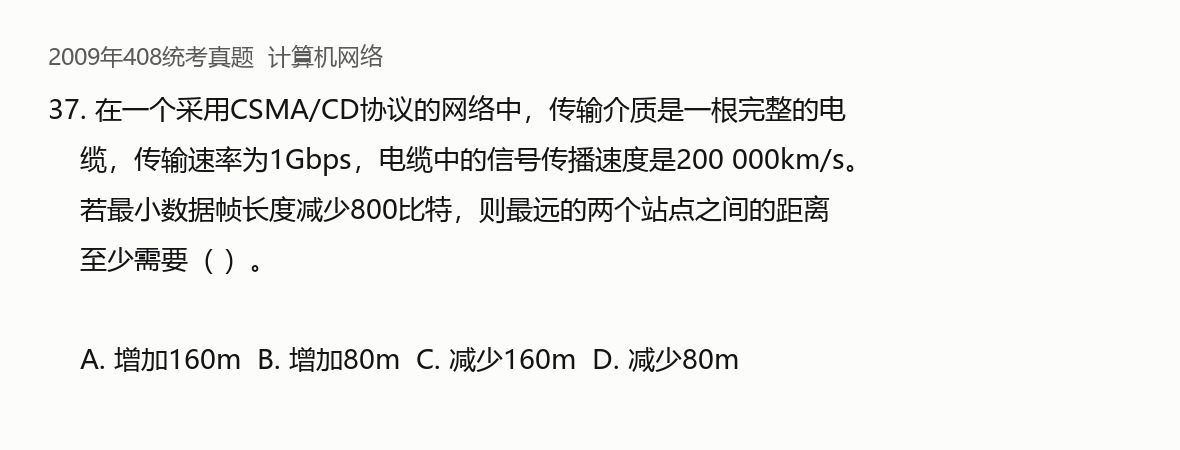 2009年408统考真题 计算机网络
37. 在一个采用CSMA/CD协议的网络中，传输介质是一根完整的电
缆，传输速率为1Gbps，电缆中的信号传播速度是200 000km/s。
若最小数据帧长度减少800比特，则最远的两个站点之间的距离
至少需要（ ）。
A. 增加160m B. 增加80m C. 减少160m D. 减少80m